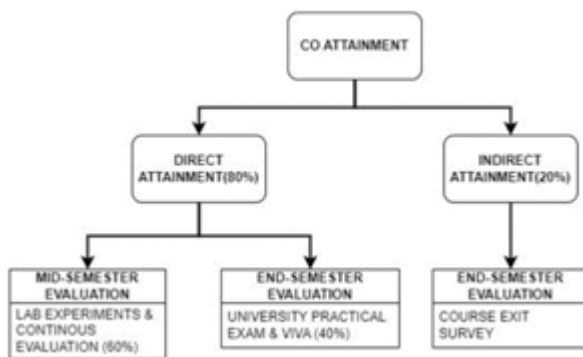 CO ATTAINMENT
DIRECT
ATTAINMENT(80%)
INDIRECT
ATTAINMENT(20%)
MID-SEMESTER
EVALUATION
LAB EXPERIMENTS &
CONTINOUS
EVALUATION (60%)
END-SEMESTER
EVALUATION
UNIVERSITY PRACTICAL
EXAM & VIVA (40%)
END-SEMESTER
EVALUATION
COURSE EXIT
SURVEY